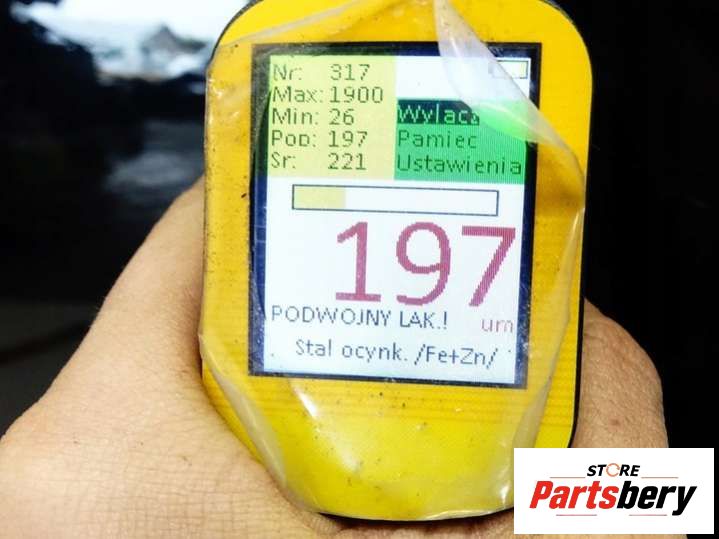 Nr: 317
Max: 1900
Min: 26
Pop: 197
Sr: 221
Wylacz
Pamiec
Ustawienia
197
um
PODWOJNY LAK.!
Stal ocynk. /Fe+Zn/
STORE
Partsbery